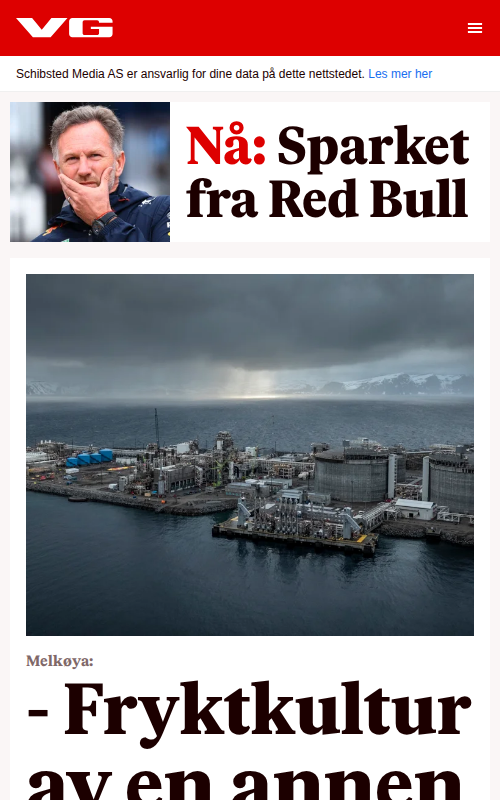 VG
Schibsted Media AS er ansvarlig for dine data på dette nettstedet. Les mer her
Nå: Sparket
fra Red Bull
Melkøya:
- Fryktkultur
av en annen